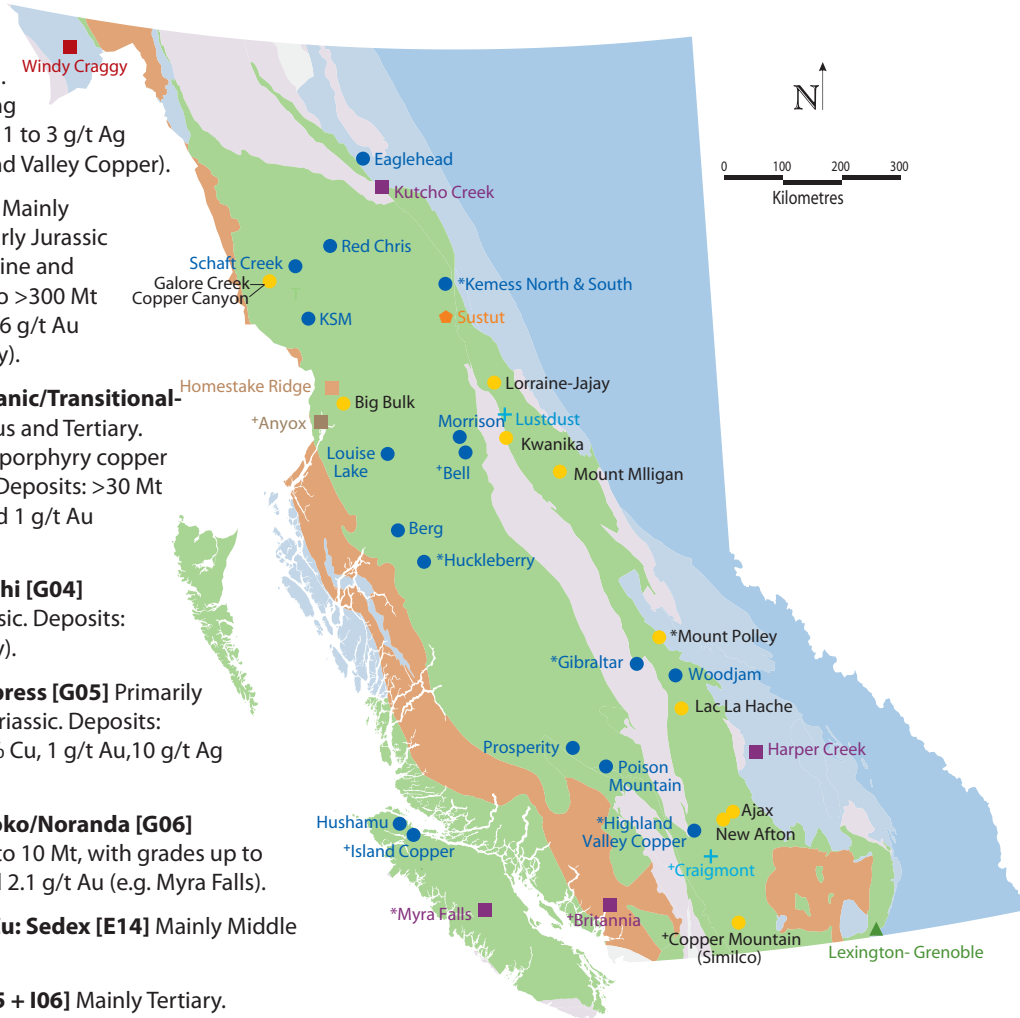 .
ng
1 to 3 g/t Ag
nd Valley Copper).
Mainly
rly Jurassic
ine and
o >300 Mt
6 g/t Au
y).
anic/Transitional-
us and Tertiary.
porphyry copper
Deposits: >30 Mt
d 1 g/t Au
hi [G04]
sic. Deposits:
y).
press [G05] Primarily
riassic. Deposits:
% Cu, 1 g/t Au,10 g/t Ag
oko/Noranda [G06]
to 10 Mt, with grades up to
d 2.1 g/t Au (e.g. Myra Falls).
Cu: Sedex [E14] Mainly Middle
5 + I06] Mainly Tertiary.
Windy Craggy
N
0 100 200 300
Kilometres
Eaglehead
Kutcho Creek
Red Chris
Schaft Creek
Galore Creek
Copper Canyon
T
*Kemess North & South
KSM
Sustut
Homestake Ridge
Lorraine-Jajay
Big Bulk
+Anyox
Morrison
Lustdust
Kwanika
Louise
Lake
+Bell
Mount Mlligan
Berg
*Huckleberry
*Mount Polley
*Gibraltar
Woodjam
Lac La Hache
Prosperity
Harper Creek
Poison
Mountain
Ajax
Hushamu
*Highland
Valley Copper
New Afton
+Island Copper
+Craigmont
*Myra Falls
+Britannia
+Copper Mountain
(Similco)
Lexington- Grenoble